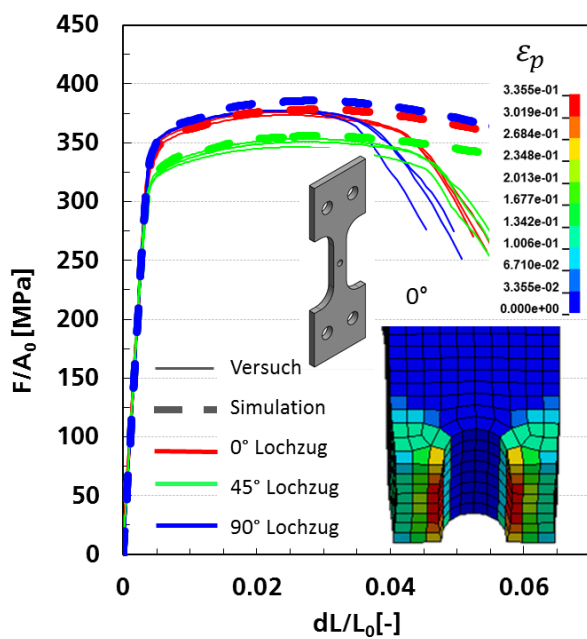 450
400
350
300
250
200
150
100
50
0
F/A₀ [MPa]
0
0.02
0.04
0.06
dL/L₀[-]
Versuch
Simulation
0° Lochzug
45° Lochzug
90° Lochzug
0°
εₚ
3.355e-01
3.019e-01
2.684e-01
2.348e-01
2.013e-01
1.677e-01
1.342e-01
1.006e-01
6.710e-02
3.355e-02
0.000e+00